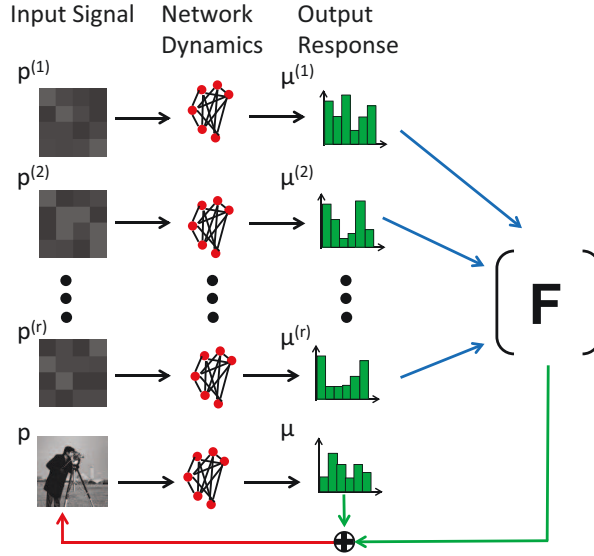 Input Signal
Network Dynamics
Output Response
p(1)
μ(1)
p(2)
μ(2)
F
p(r)
μ(r)
p
μ